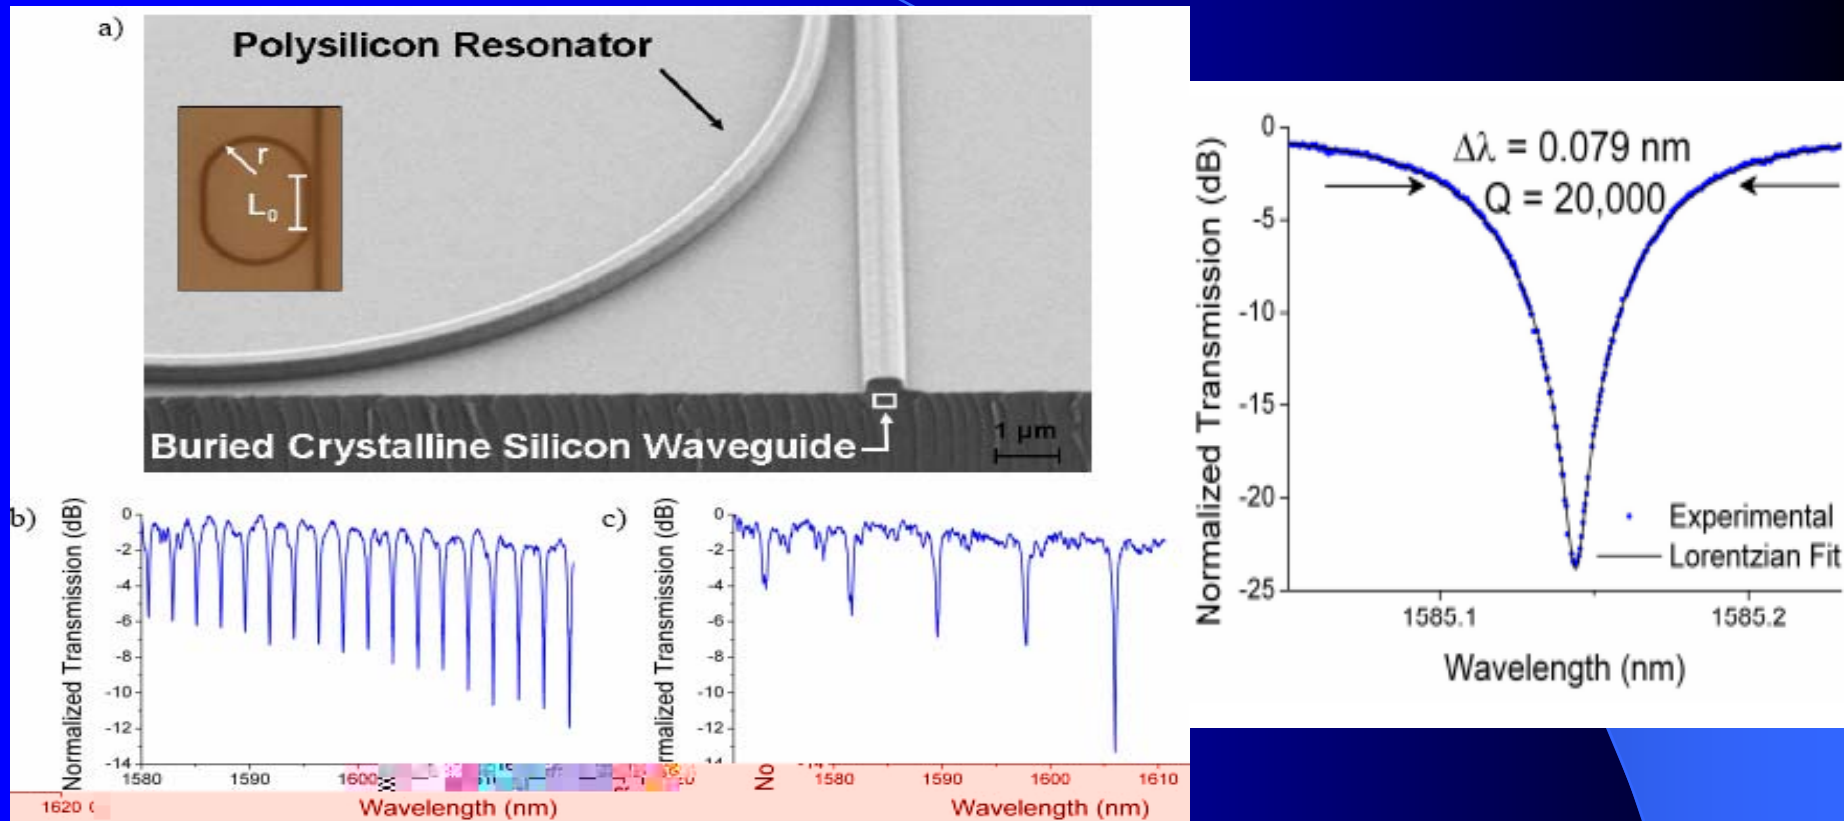 a)
Polysilicon Resonator
r
L₀
Buried Crystalline Silicon Waveguide
1 µm
b)
Normalized Transmission (dB)
0
-2
-4
-6
-8
-10
-12
-14
1580
1590
1600
1620
Wavelength (nm)
c)
rmalized Transmission (dB)
0
-2
-4
-6
-8
-10
-12
No
1580
1590
1600
1610
Wavelength (nm)
Normalized Transmission (dB)
0
-5
-10
-15
-20
-25
Δλ = 0.079 nm
Q = 20,000
Experimental
Lorentzian Fit
1585.1
1585.2
Wavelength (nm)